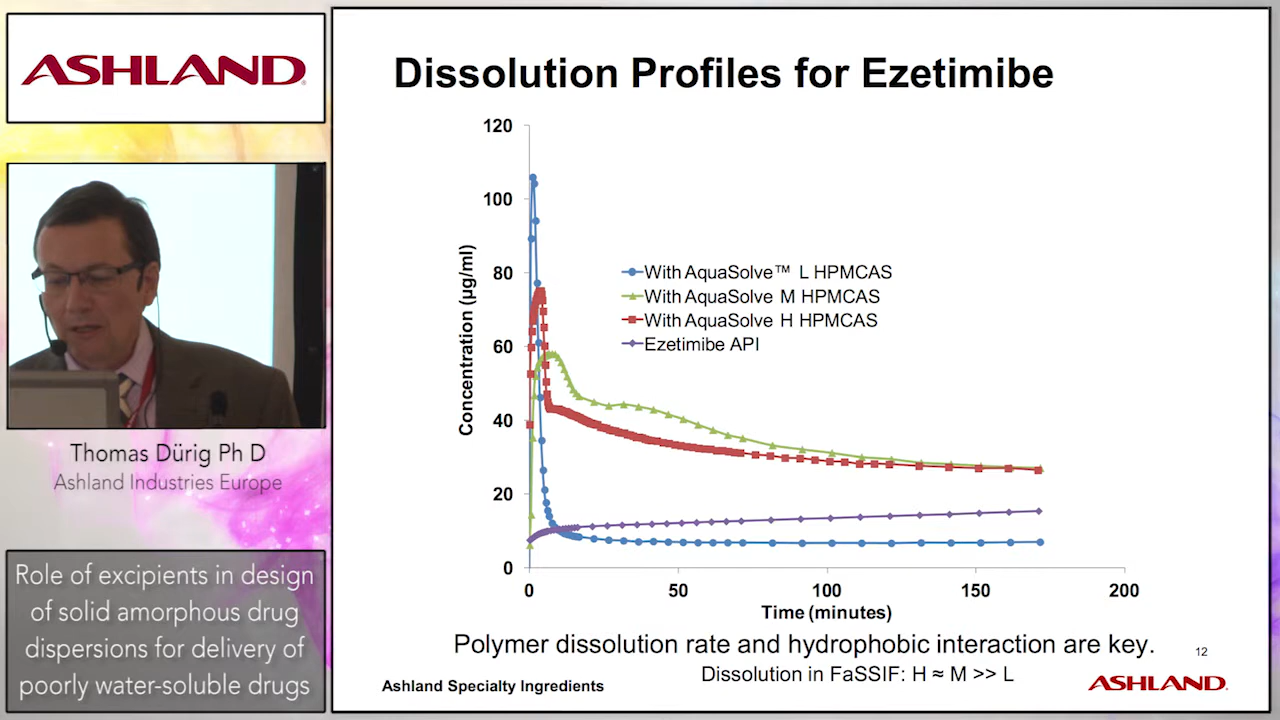 ASHLAND
Thomas Dürig Ph D
Ashland Industries Europe
Role of excipients in design
of solid amorphous drug
dispersions for delivery of
poorly water-soluble drugs
Dissolution Profiles for Ezetimibe
Concentration (µg/ml)
120
100
80
60
40
20
0
With AquaSolve™ L HPMCAS
With AquaSolve M HPMCAS
With AquaSolve H HPMCAS
Ezetimibe API
0 50 100 150 200
Time (minutes)
Polymer dissolution rate and hydrophobic interaction are key.
12
Dissolution in FaSSIF: H ≈ M >> L
Ashland Specialty Ingredients
ASHLAND